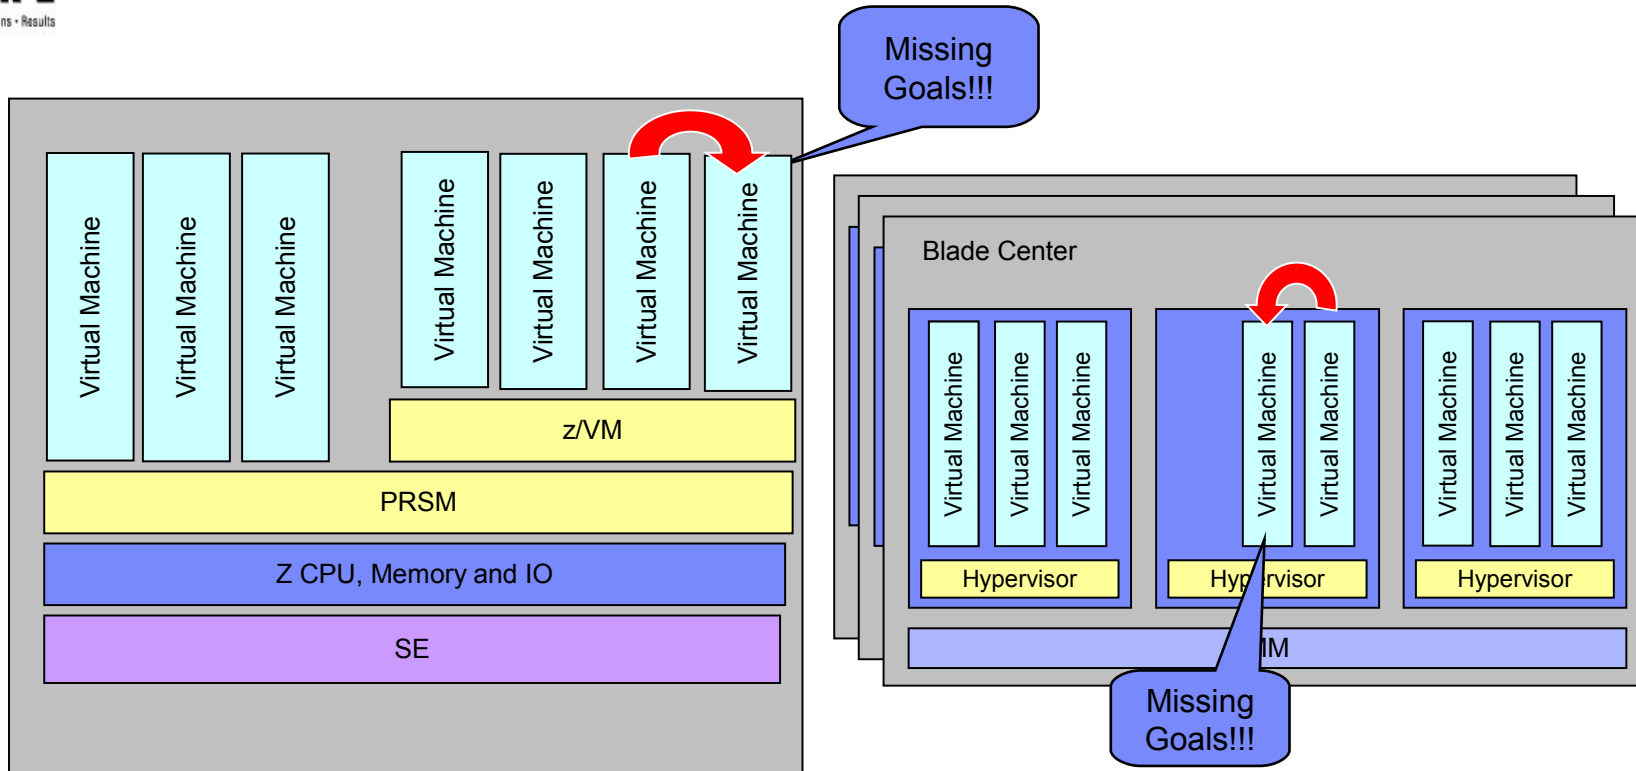 ns • Results
Missing
Goals!!!
Virtual Machine
Virtual Machine
Virtual Machine
Virtual Machine
Virtual Machine
Virtual Machine
Virtual Machine
z/VM
PRSM
Z CPU, Memory and IO
SE
Blade Center
Virtual Machine
Virtual Machine
Virtual Machine
Virtual Machine
Virtual Machine
Virtual Machine
Virtual Machine
Virtual Machine
Hypervisor
Hypervisor
Hypervisor
Missing
Goals!!!